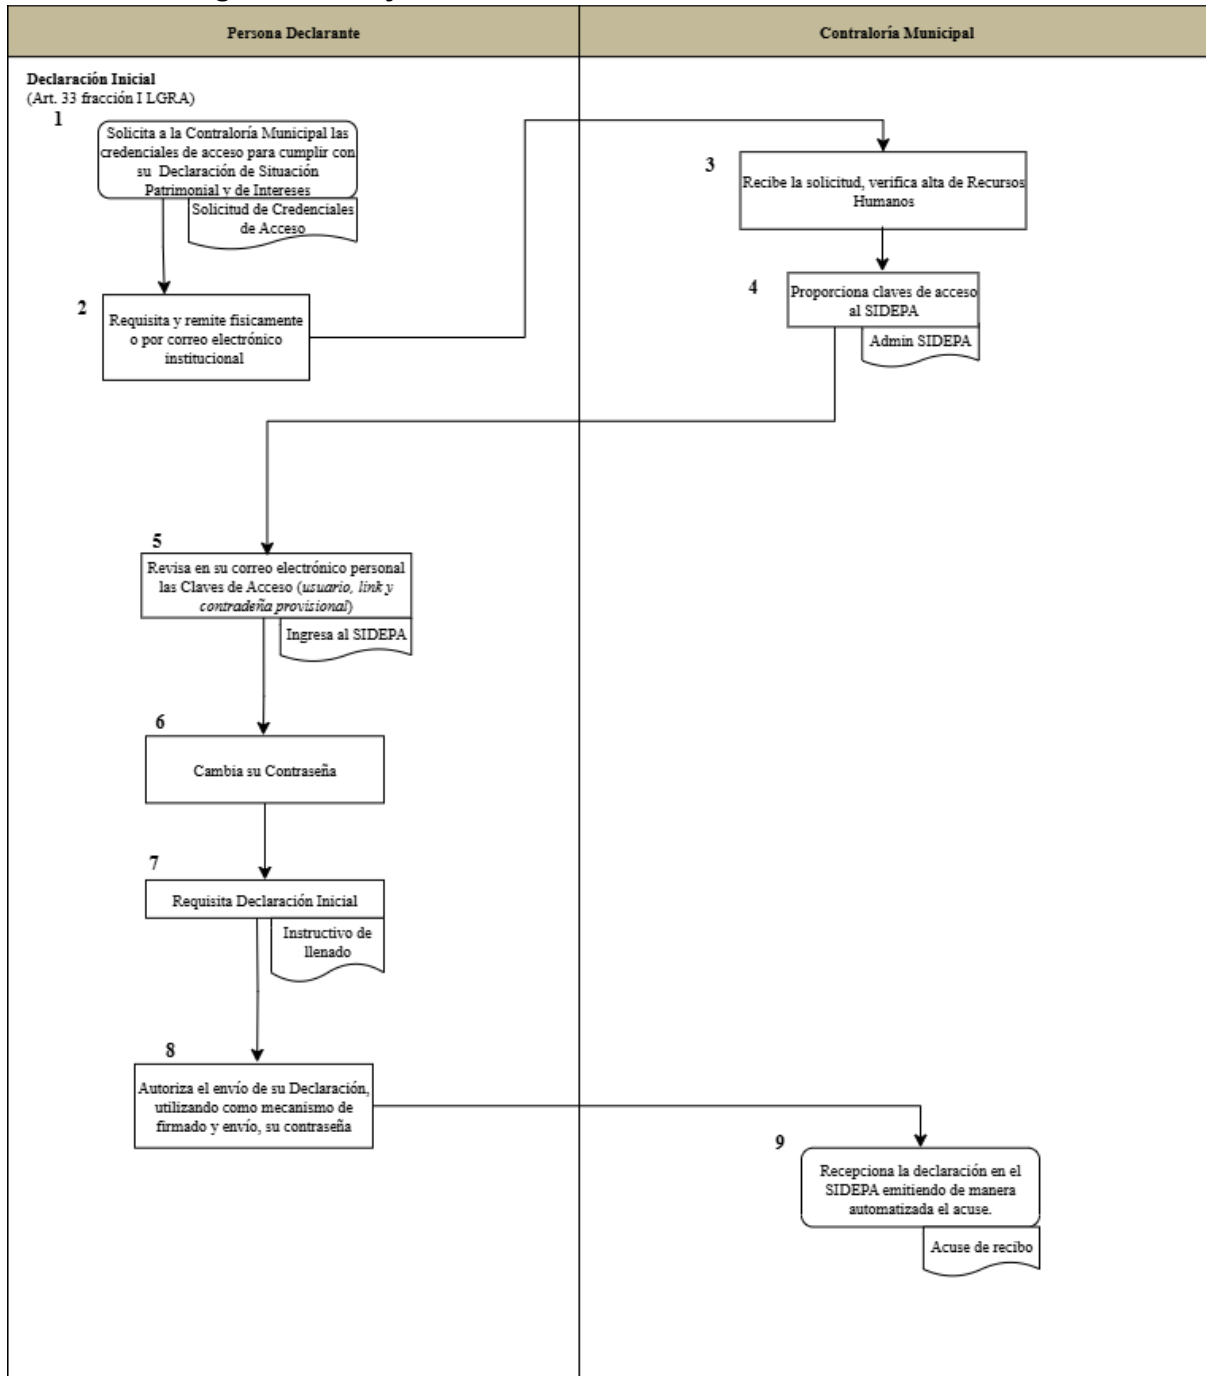 Persona Declarante
Contraloría Municipal
Declaración Inicial
(Art. 33 fracción I LGRA)
1
Solicita a la Contraloría Municipal las
credenciales de acceso para cumplir con
su Declaración de Situación
Patrimonial y de Intereses
Solicitud de Credenciales
de Acceso
2
Requisita y remite fisicamente
o por correo electrónico
institucional
3
Recibe la solicitud, verifica alta de Recursos
Humanos
4
Proporciona claves de acceso
al SIDEPA
Admin SIDEPA
5
Revisa en su correo electrónico personal
las Claves de Acceso (usuario, link y
contradeña provisional)
Ingresa al SIDEPA
6
Cambia su Contraseña
7
Requisita Declaración Inicial
Instructivo de
llenado
8
Autoriza el envío de su Declaración,
utilizando como mecanismo de
firmado y envío, su contraseña
9
Recepciona la declaración en el
SIDEPA emitiendo de manera
automatizada el acuse.
Acuse de recibo